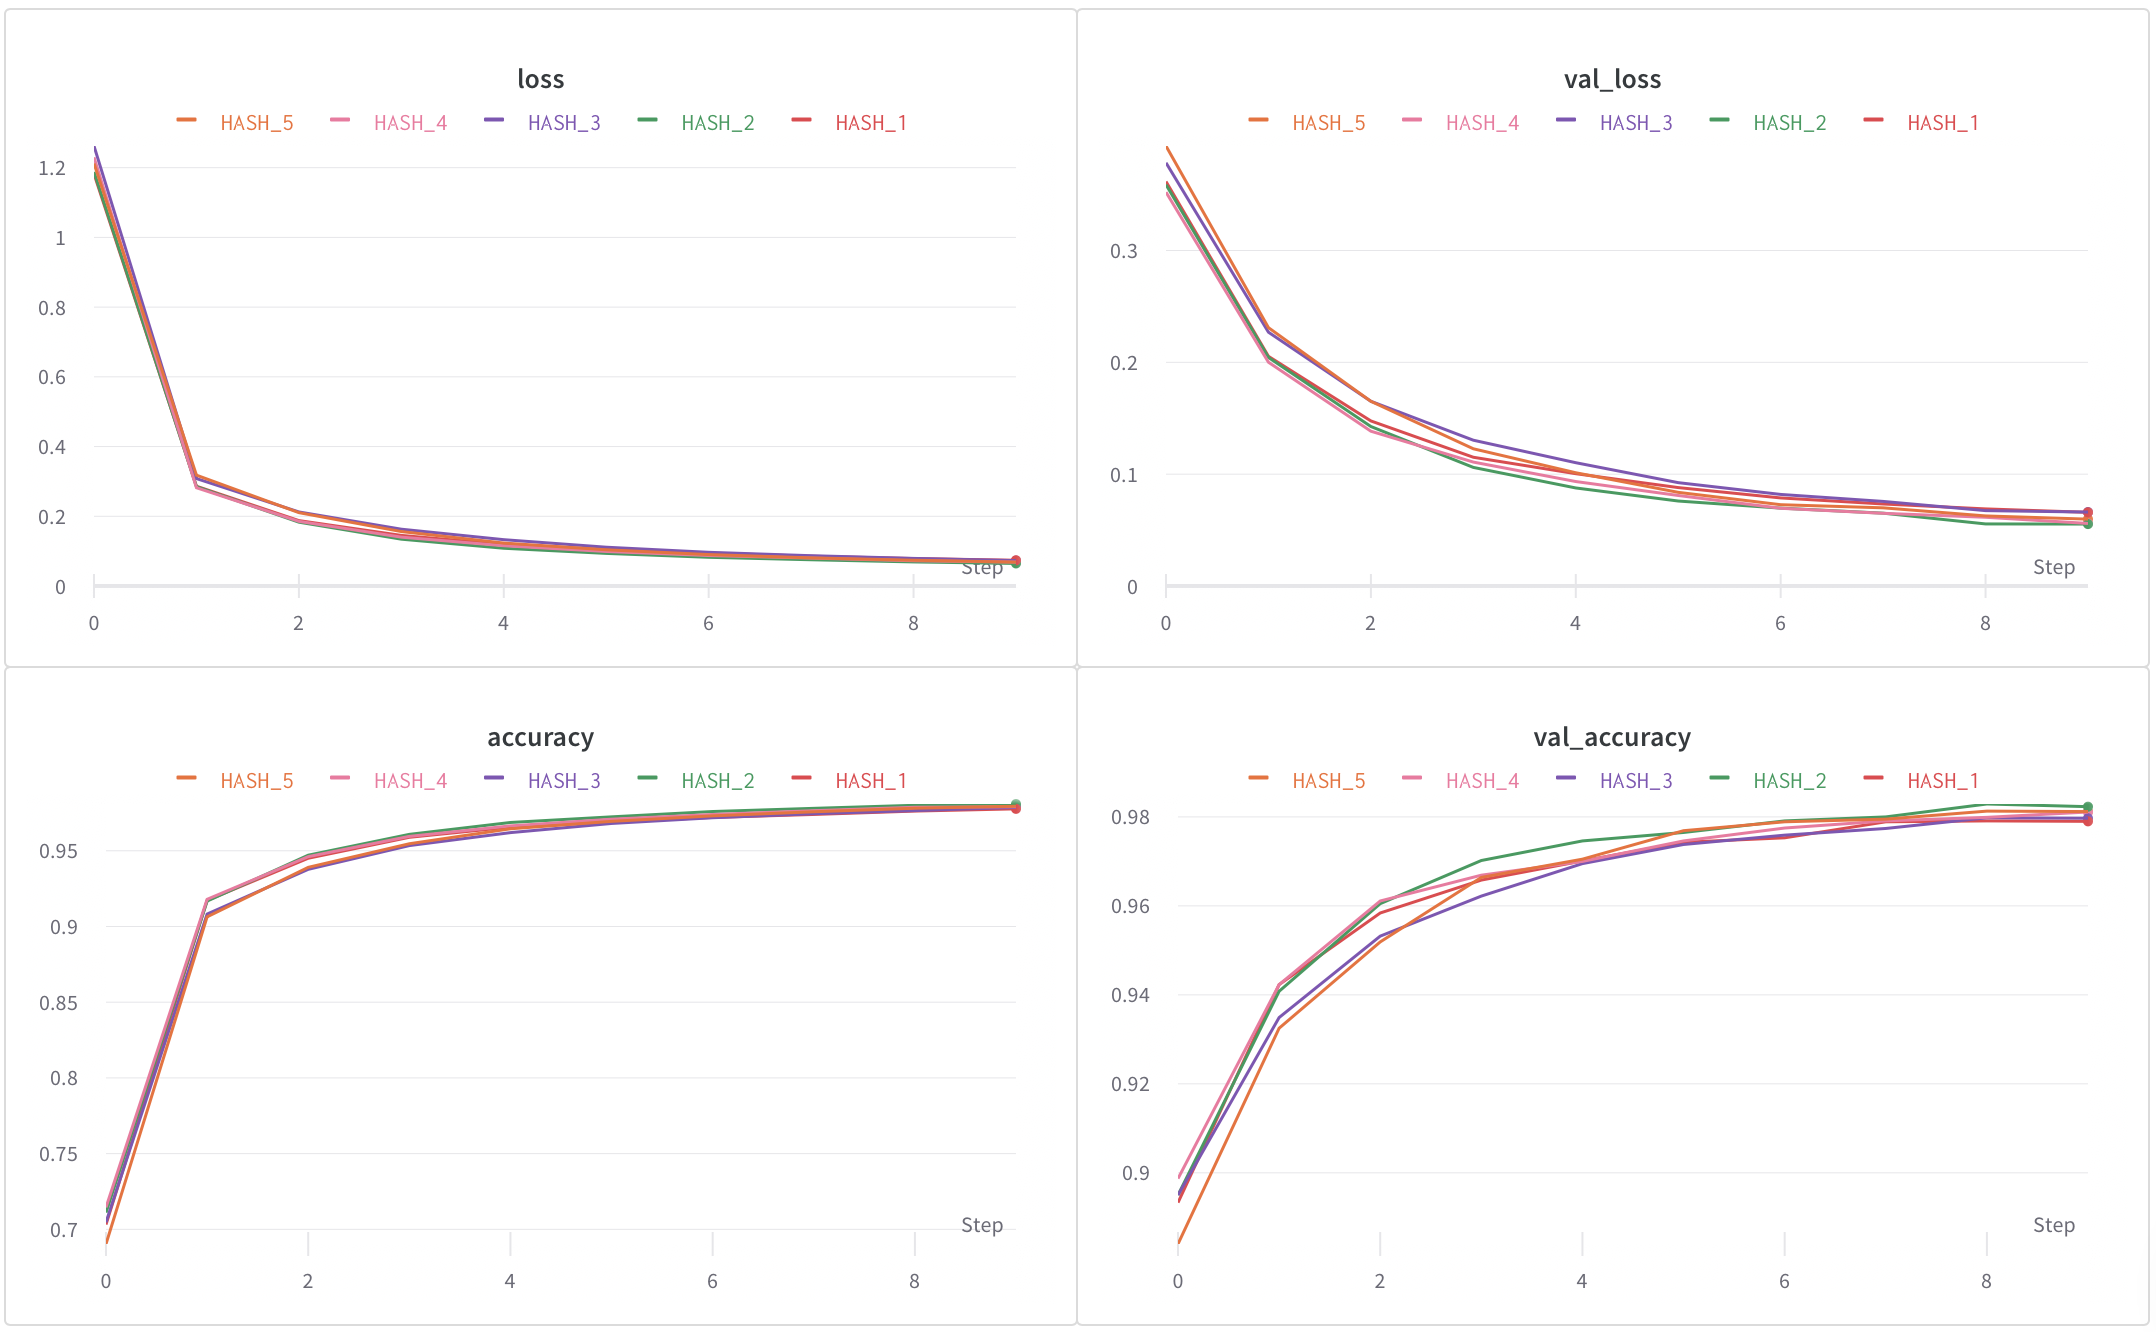 loss
HASH_5 HASH_4 HASH_3 HASH_2 HASH_1
1.2
1
0.8
0.6
0.4
0.2
0
Step
0 2 4 6 8
val_loss
HASH_5 HASH_4 HASH_3 HASH_2 HASH_1
0.3
0.2
0.1
0
Step
0 2 4 6 8
accuracy
HASH_5 HASH_4 HASH_3 HASH_2 HASH_1
0.95
0.9
0.85
0.8
0.75
0.7
Step
0 2 4 6 8
val_accuracy
HASH_5 HASH_4 HASH_3 HASH_2 HASH_1
0.98
0.96
0.94
0.92
0.9
Step
0 2 4 6 8